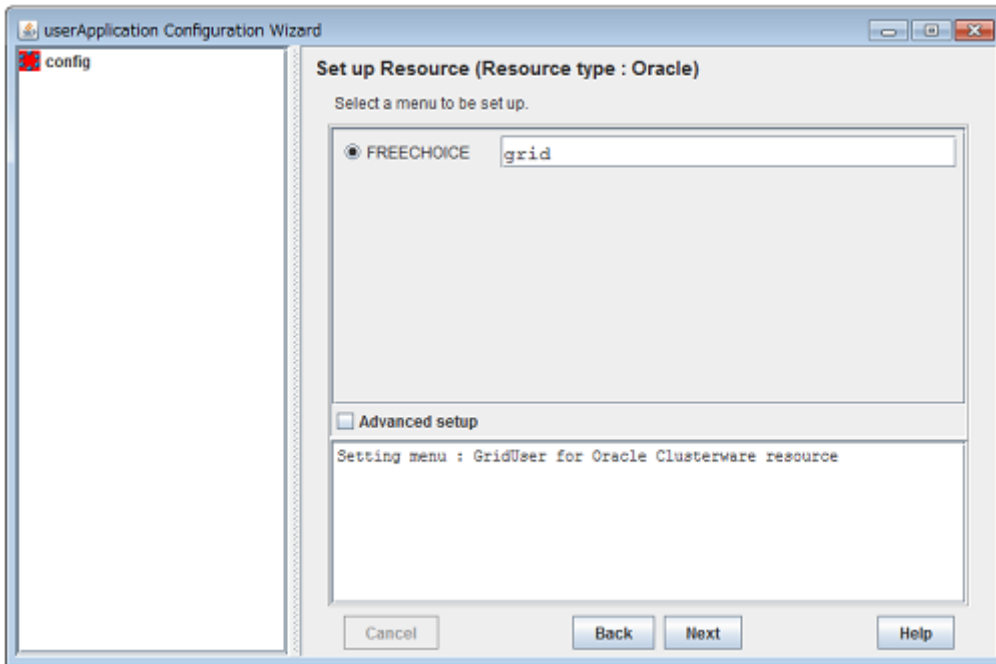 userApplication Configuration Wizard
config
Set up Resource (Resource type : Oracle)
Select a menu to be set up.
FREECHOICE grid
Advanced setup
Setting menu : GridUser for Oracle Clusterware resource
Cancel Back Next Help